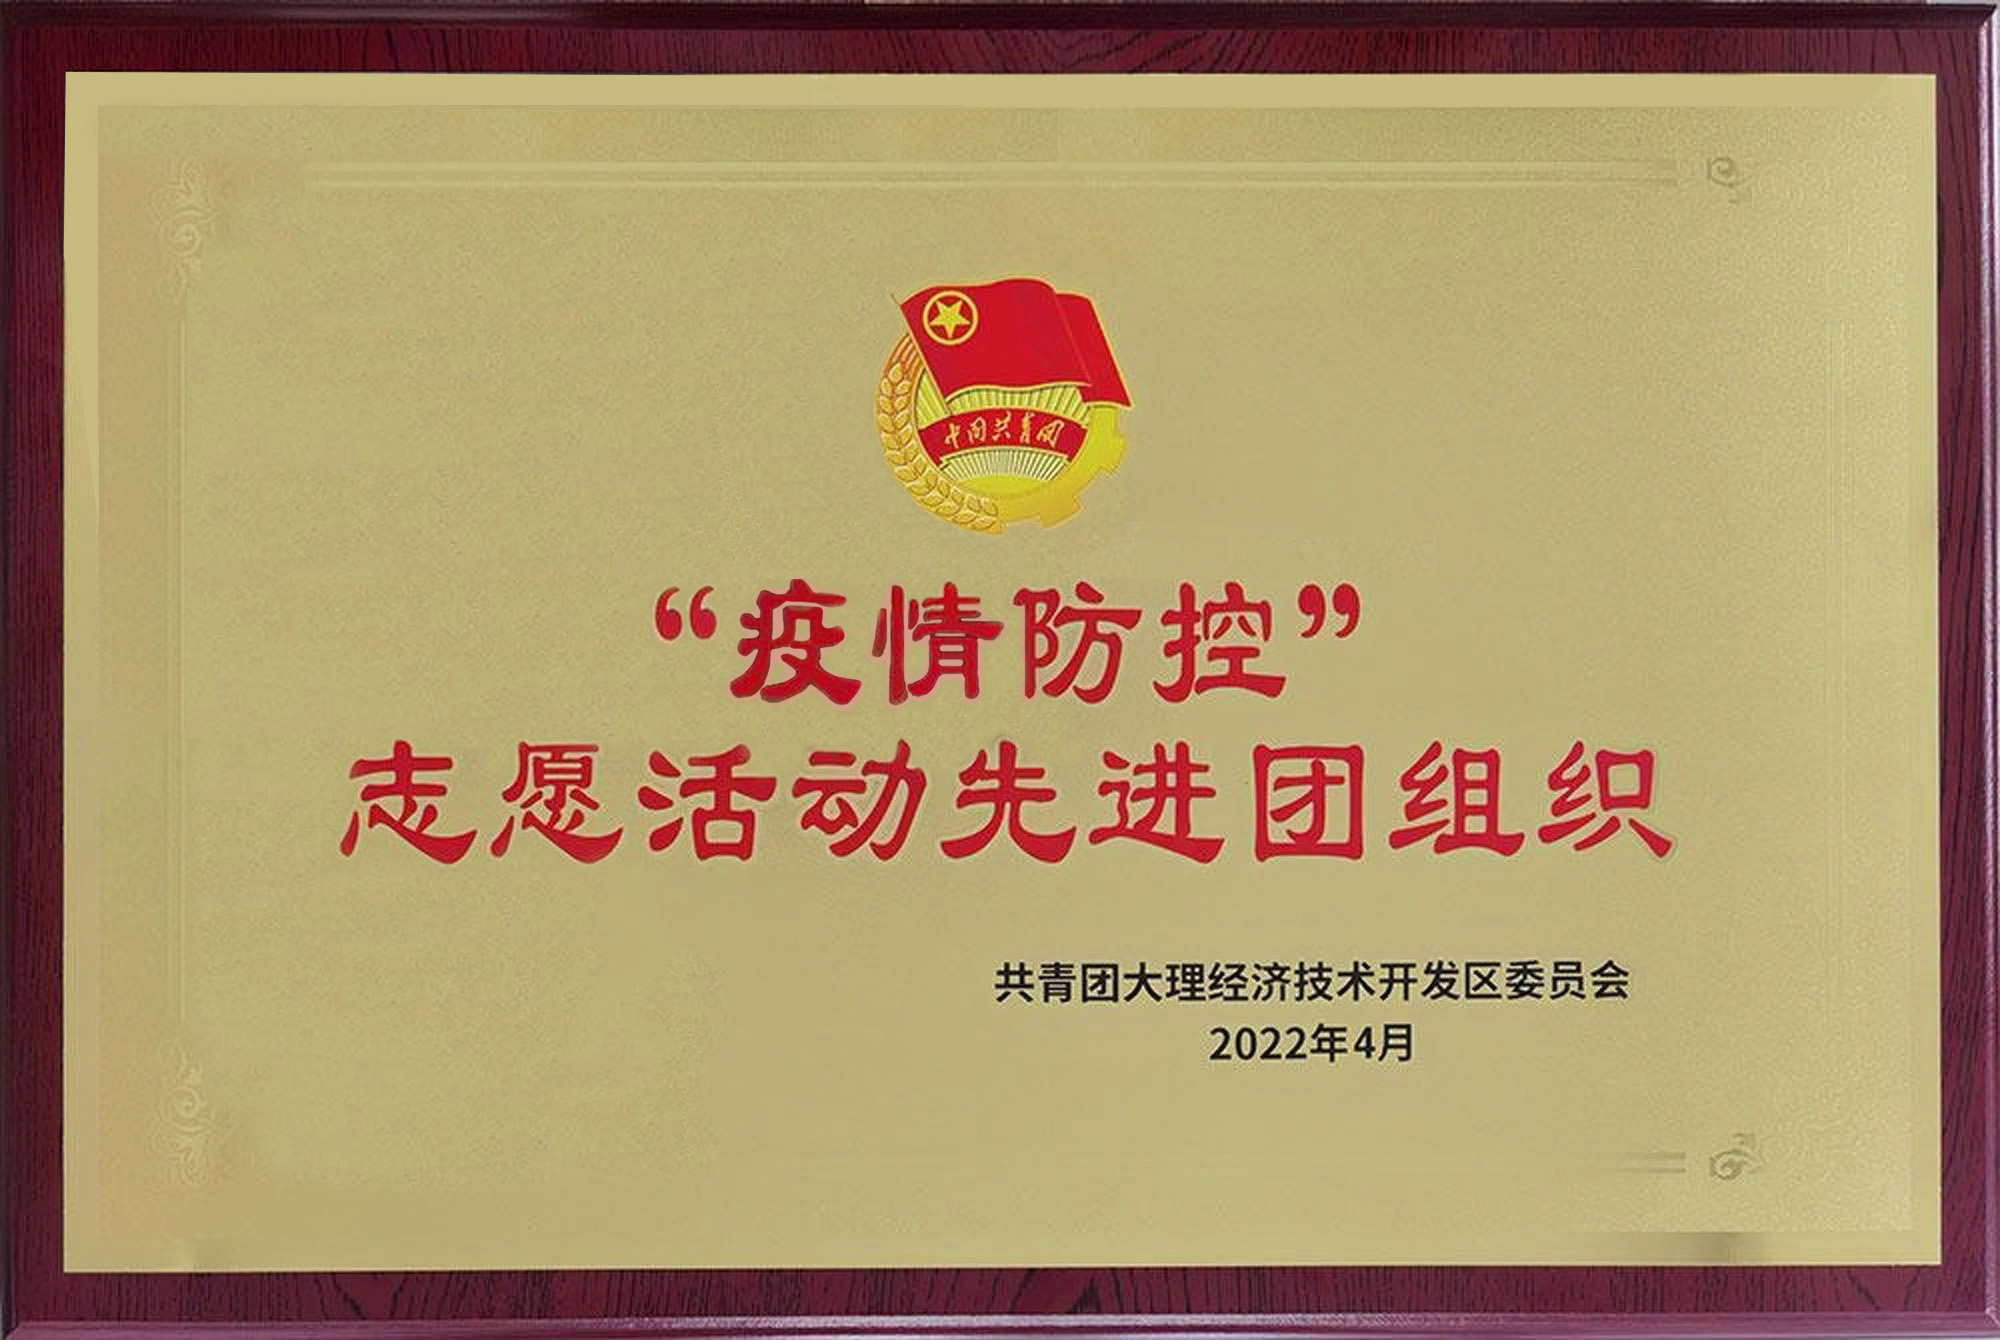 中国共青团
“疫情防控”
志愿活动先进团组织
共青团大理经济技术开发区委员会
2022年4月